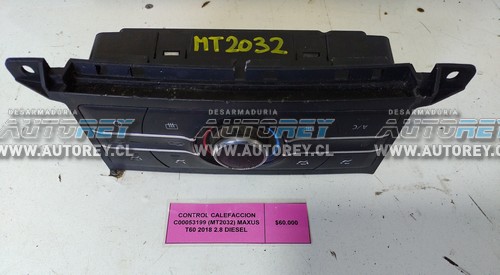 MT2032
DESARMADURIA
AUTOREY
WWW.AUTOREY.CL
DESARMADURIA
AUTOREY
WWW.AUTOREY.CL
DESARMADURIA
AUTOREY
WWW.AUTOREY.CL
A/C
CONTROL CALEFACCION
C00053199 (MT2032) MAXUS
T60 2018 2.8 DIESEL
$60.000